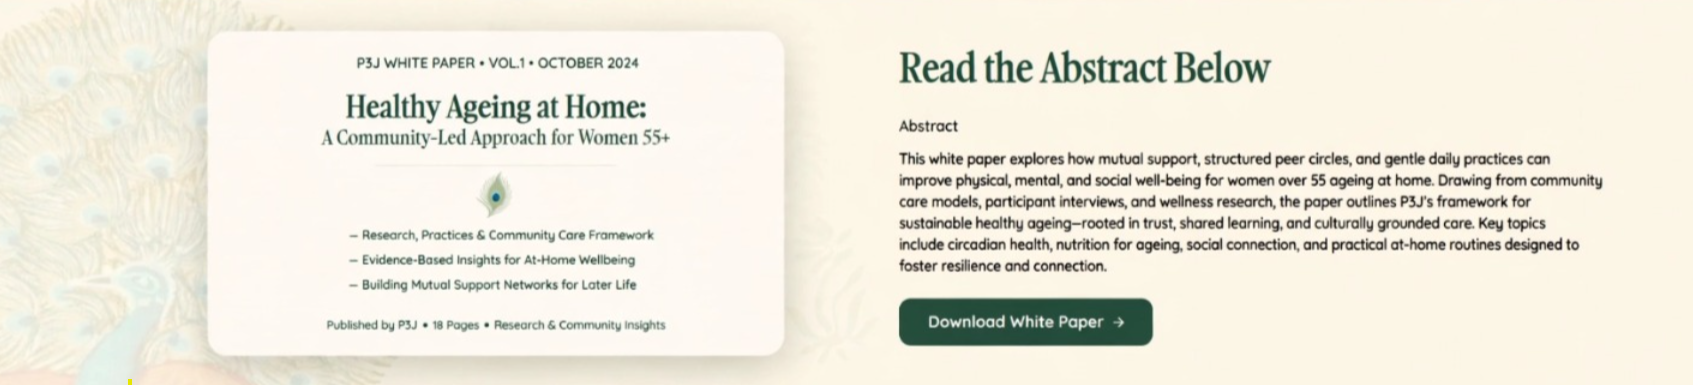 P3J WHITE PAPER • VOL.1 • OCTOBER 2024
Healthy Ageing at Home:
A Community-Led Approach for Women 55+
– Research, Practices & Community Care Framework
– Evidence-Based Insights for At-Home Wellbeing
– Building Mutual Support Networks for Later Life
Published by P3J • 18 Pages • Research & Community Insights
Read the Abstract Below
Abstract
This white paper explores how mutual support, structured peer circles, and gentle daily practices can
improve physical, mental, and social well-being for women over 55 ageing at home. Drawing from community
care models, participant interviews, and wellness research, the paper outlines P3J's framework for
sustainable healthy ageing—rooted in trust, shared learning, and culturally grounded care. Key topics
include circadian health, nutrition for ageing, social connection, and practical at-home routines designed to
foster resilience and connection.
Download White Paper →